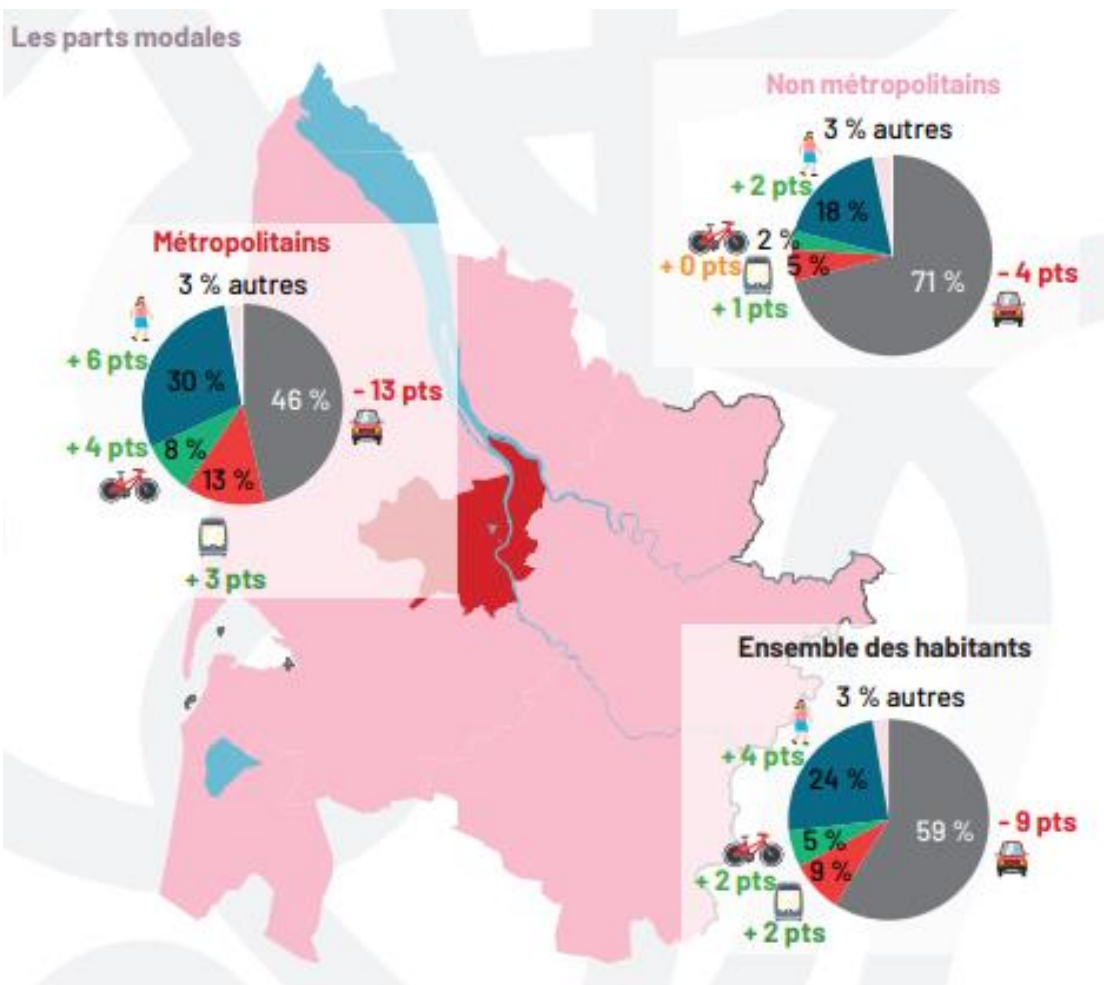 Les parts modales
Non métropolitains
3 % autres
+ 2 pts
18 %
2 %
+ 0 pts
5 %
+ 1 pts
71 %
- 4 pts
Métropolitains
3 % autres
+ 6 pts
30 %
46 %
- 13 pts
+ 4 pts
8 %
13 %
+ 3 pts
Ensemble des habitants
3 % autres
+ 4 pts
24 %
59 %
- 9 pts
5 %
+ 2 pts
9 %
+ 2 pts